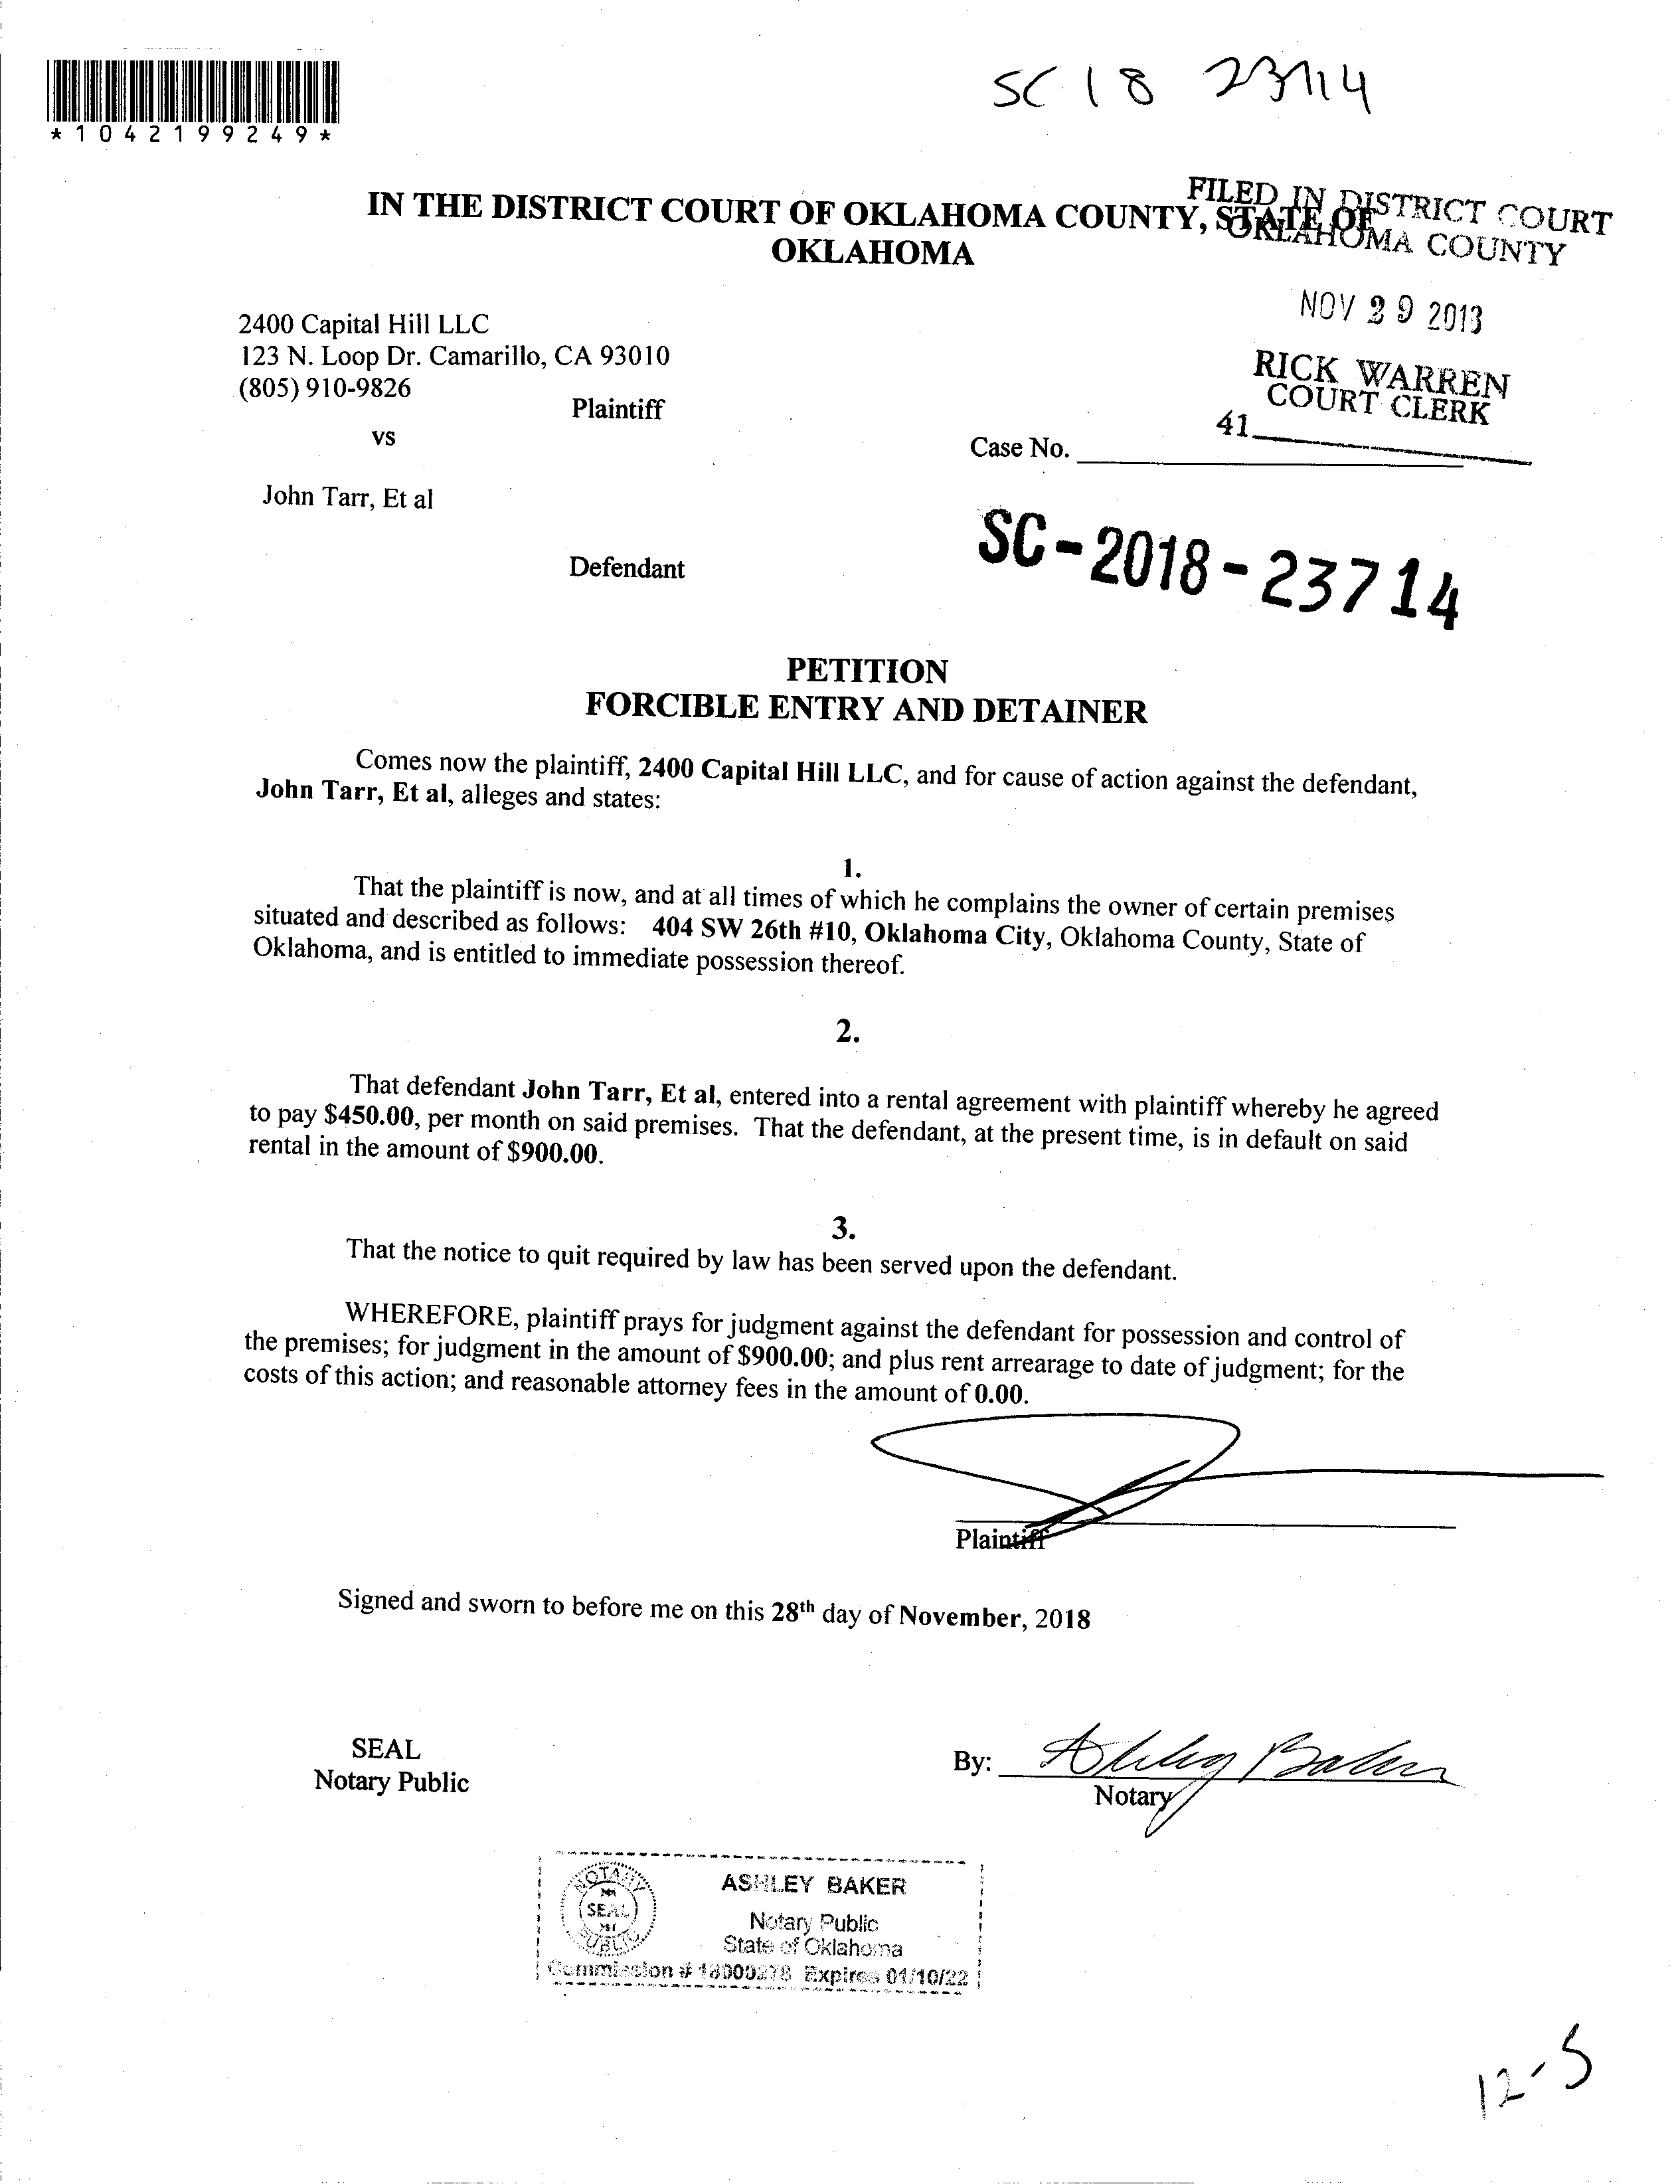 *1042199249*
SC 18 23714
IN THE DISTRICT COURT OF OKLAHOMA COUNTY, STATE OF
OKLAHOMA
FILED IN DISTRICT COURT
OKLAHOMA COUNTY
NOV 29 2018
RICK WARREN
COURT CLERK
41
2400 Capital Hill LLC
123 N. Loop Dr. Camarillo, CA 93010
(805) 910-9826
Plaintiff
vs
Case No.
John Tarr, Et al
SC-2018-23714
Defendant
PETITION
FORCIBLE ENTRY AND DETAINER
Comes now the plaintiff, 2400 Capital Hill LLC, and for cause of action against the defendant,
John Tarr, Et al, alleges and states:
1.
That the plaintiff is now, and at all times of which he complains the owner of certain premises
situated and described as follows: 404 SW 26th #10, Oklahoma City, Oklahoma County, State of
Oklahoma, and is entitled to immediate possession thereof.
2.
That defendant John Tarr, Et al, entered into a rental agreement with plaintiff whereby he agreed
to pay $450.00, per month on said premises. That the defendant, at the present time, is in default on said
rental in the amount of $900.00.
3.
That the notice to quit required by law has been served upon the defendant.
WHEREFORE, plaintiff prays for judgment against the defendant for possession and control of
the premises; for judgment in the amount of $900.00; and plus rent arrearage to date of judgment; for the
costs of this action; and reasonable attorney fees in the amount of 0.00.
Plaintiff
Signed and sworn to before me on this 28th day of November, 2018
SEAL
Notary Public
By: Ashley Baker
Notary
NOTARY
SEAL
PUBLIC
ASHLEY BAKER
Notary Public
State of Oklahoma
Commission # 18000278 Expires 01/10/22
12-5